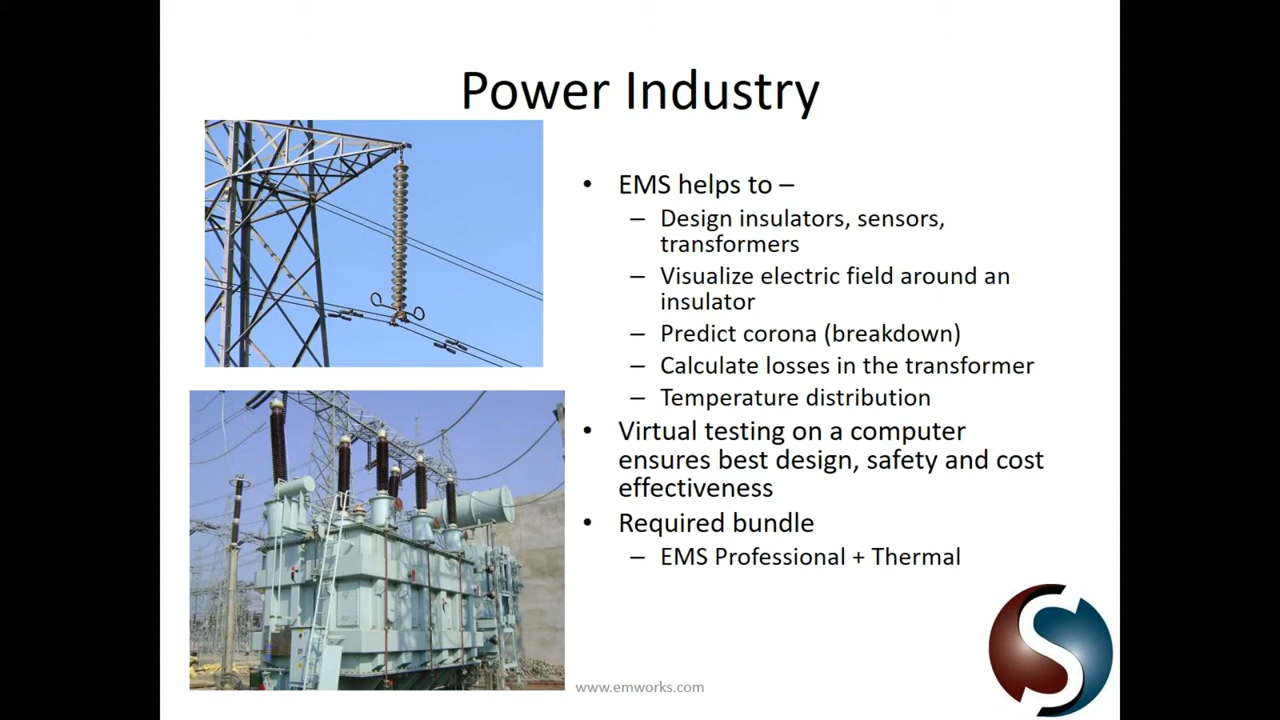 Power Industry
• EMS helps to –
– Design insulators, sensors,
transformers
– Visualize electric field around an
insulator
– Predict corona (breakdown)
– Calculate losses in the transformer
– Temperature distribution
• Virtual testing on a computer
ensures best design, safety and cost
effectiveness
• Required bundle
– EMS Professional + Thermal
www.emworks.com
S